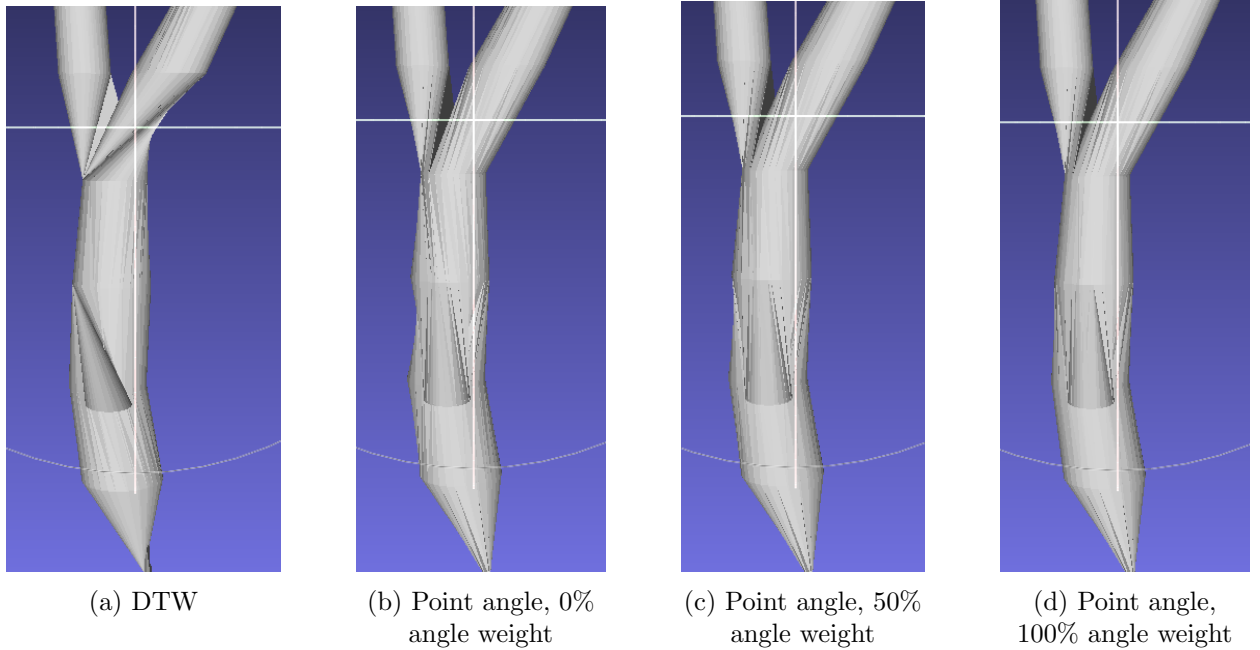 (a) DTW
(b) Point angle, 0%
angle weight
(c) Point angle, 50%
angle weight
(d) Point angle,
100% angle weight